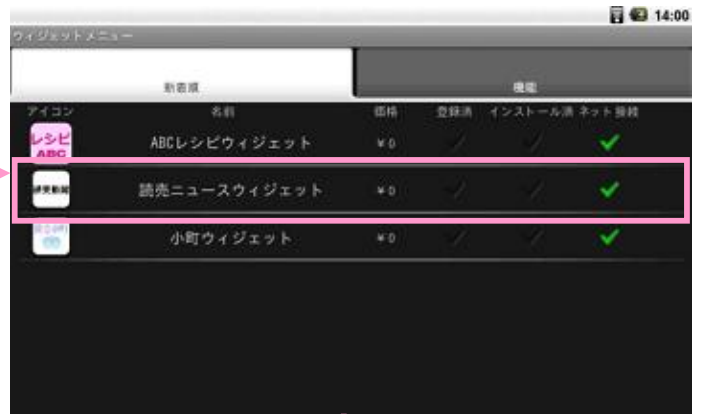 14:00
ウィジェットメニュー
新着順 機能
アイコン 名前 価格 登録済 インストール済 ネット接続
レシピ ABC ABCレシピウィジェット ¥0
読売新聞 読売ニュースウィジェット ¥0
小町ウィジェット ¥0